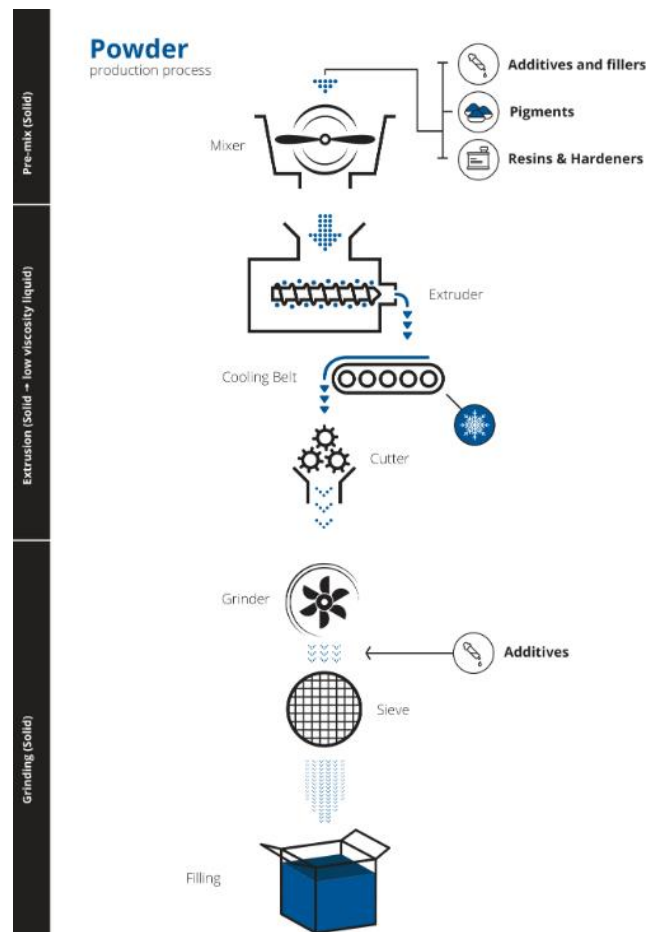 Powder
production process
Additives and fillers
Pigments
Resins & Hardeners
Mixer
Pre-mix (Solid)
Extruder
Cooling Belt
Cutter
Extrusion (Solid → low viscosity liquid)
Grinder
Additives
Sieve
Filling
Grinding (Solid)